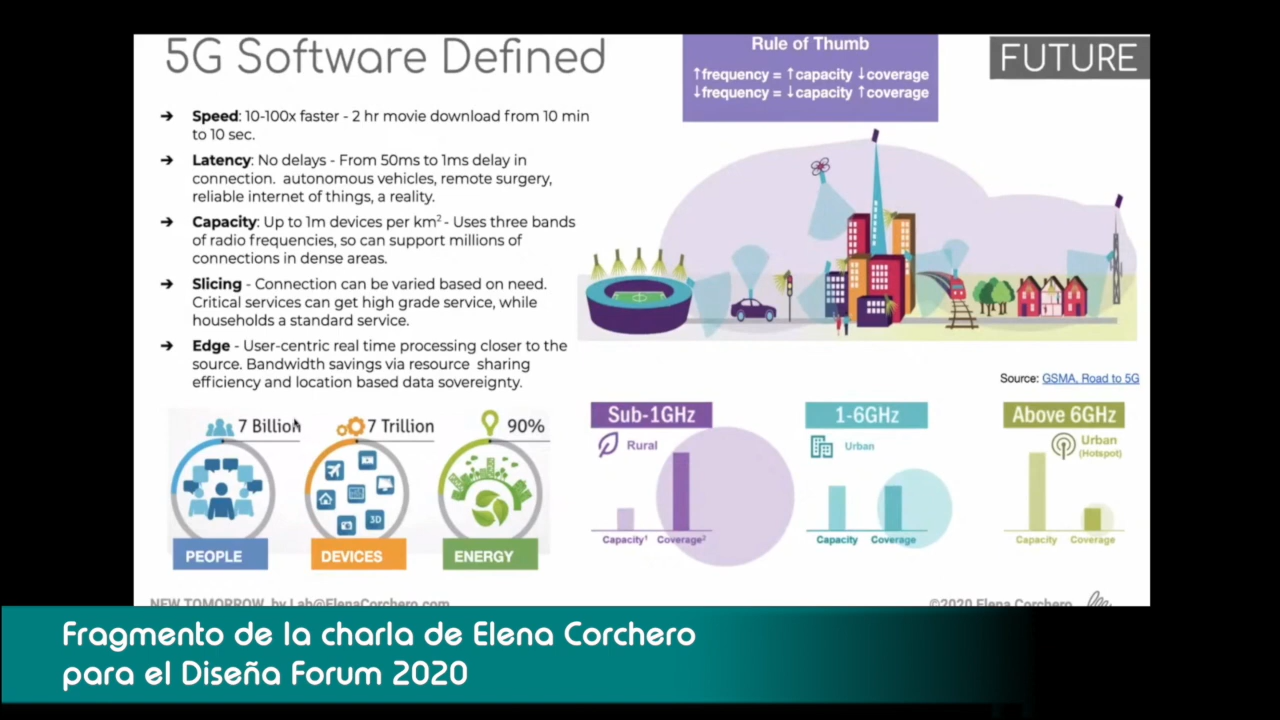 5G Software Defined
Rule of Thumb
↑frequency = ↑capacity ↓coverage
↓frequency = ↓capacity ↑coverage
FUTURE
➔ Speed: 10-100x faster - 2 hr movie download from 10 min
to 10 sec.
➔ Latency: No delays - From 50ms to 1ms delay in
connection. autonomous vehicles, remote surgery,
reliable internet of things, a reality.
➔ Capacity: Up to 1m devices per km² - Uses three bands
of radio frequencies, so can support millions of
connections in dense areas.
➔ Slicing - Connection can be varied based on need.
Critical services can get high grade service, while
households a standard service.
➔ Edge - User-centric real time processing closer to the
source. Bandwidth savings via resource sharing
efficiency and location based data sovereignty.
Source: GSMA, Road to 5G
7 Billion
PEOPLE
7 Trillion
3D
DEVICES
90%
ENERGY
Sub-1GHz
Rural
Capacity¹ Coverage²
1-6GHz
Urban
Capacity Coverage
Above 6GHz
Urban
(Hotspot)
Capacity Coverage
NEW TOMORROW, by Lab@ElenaCorchero.com
©2020 Elena Corchero
Fragmento de la charla de Elena Corchero
para el Diseña Forum 2020